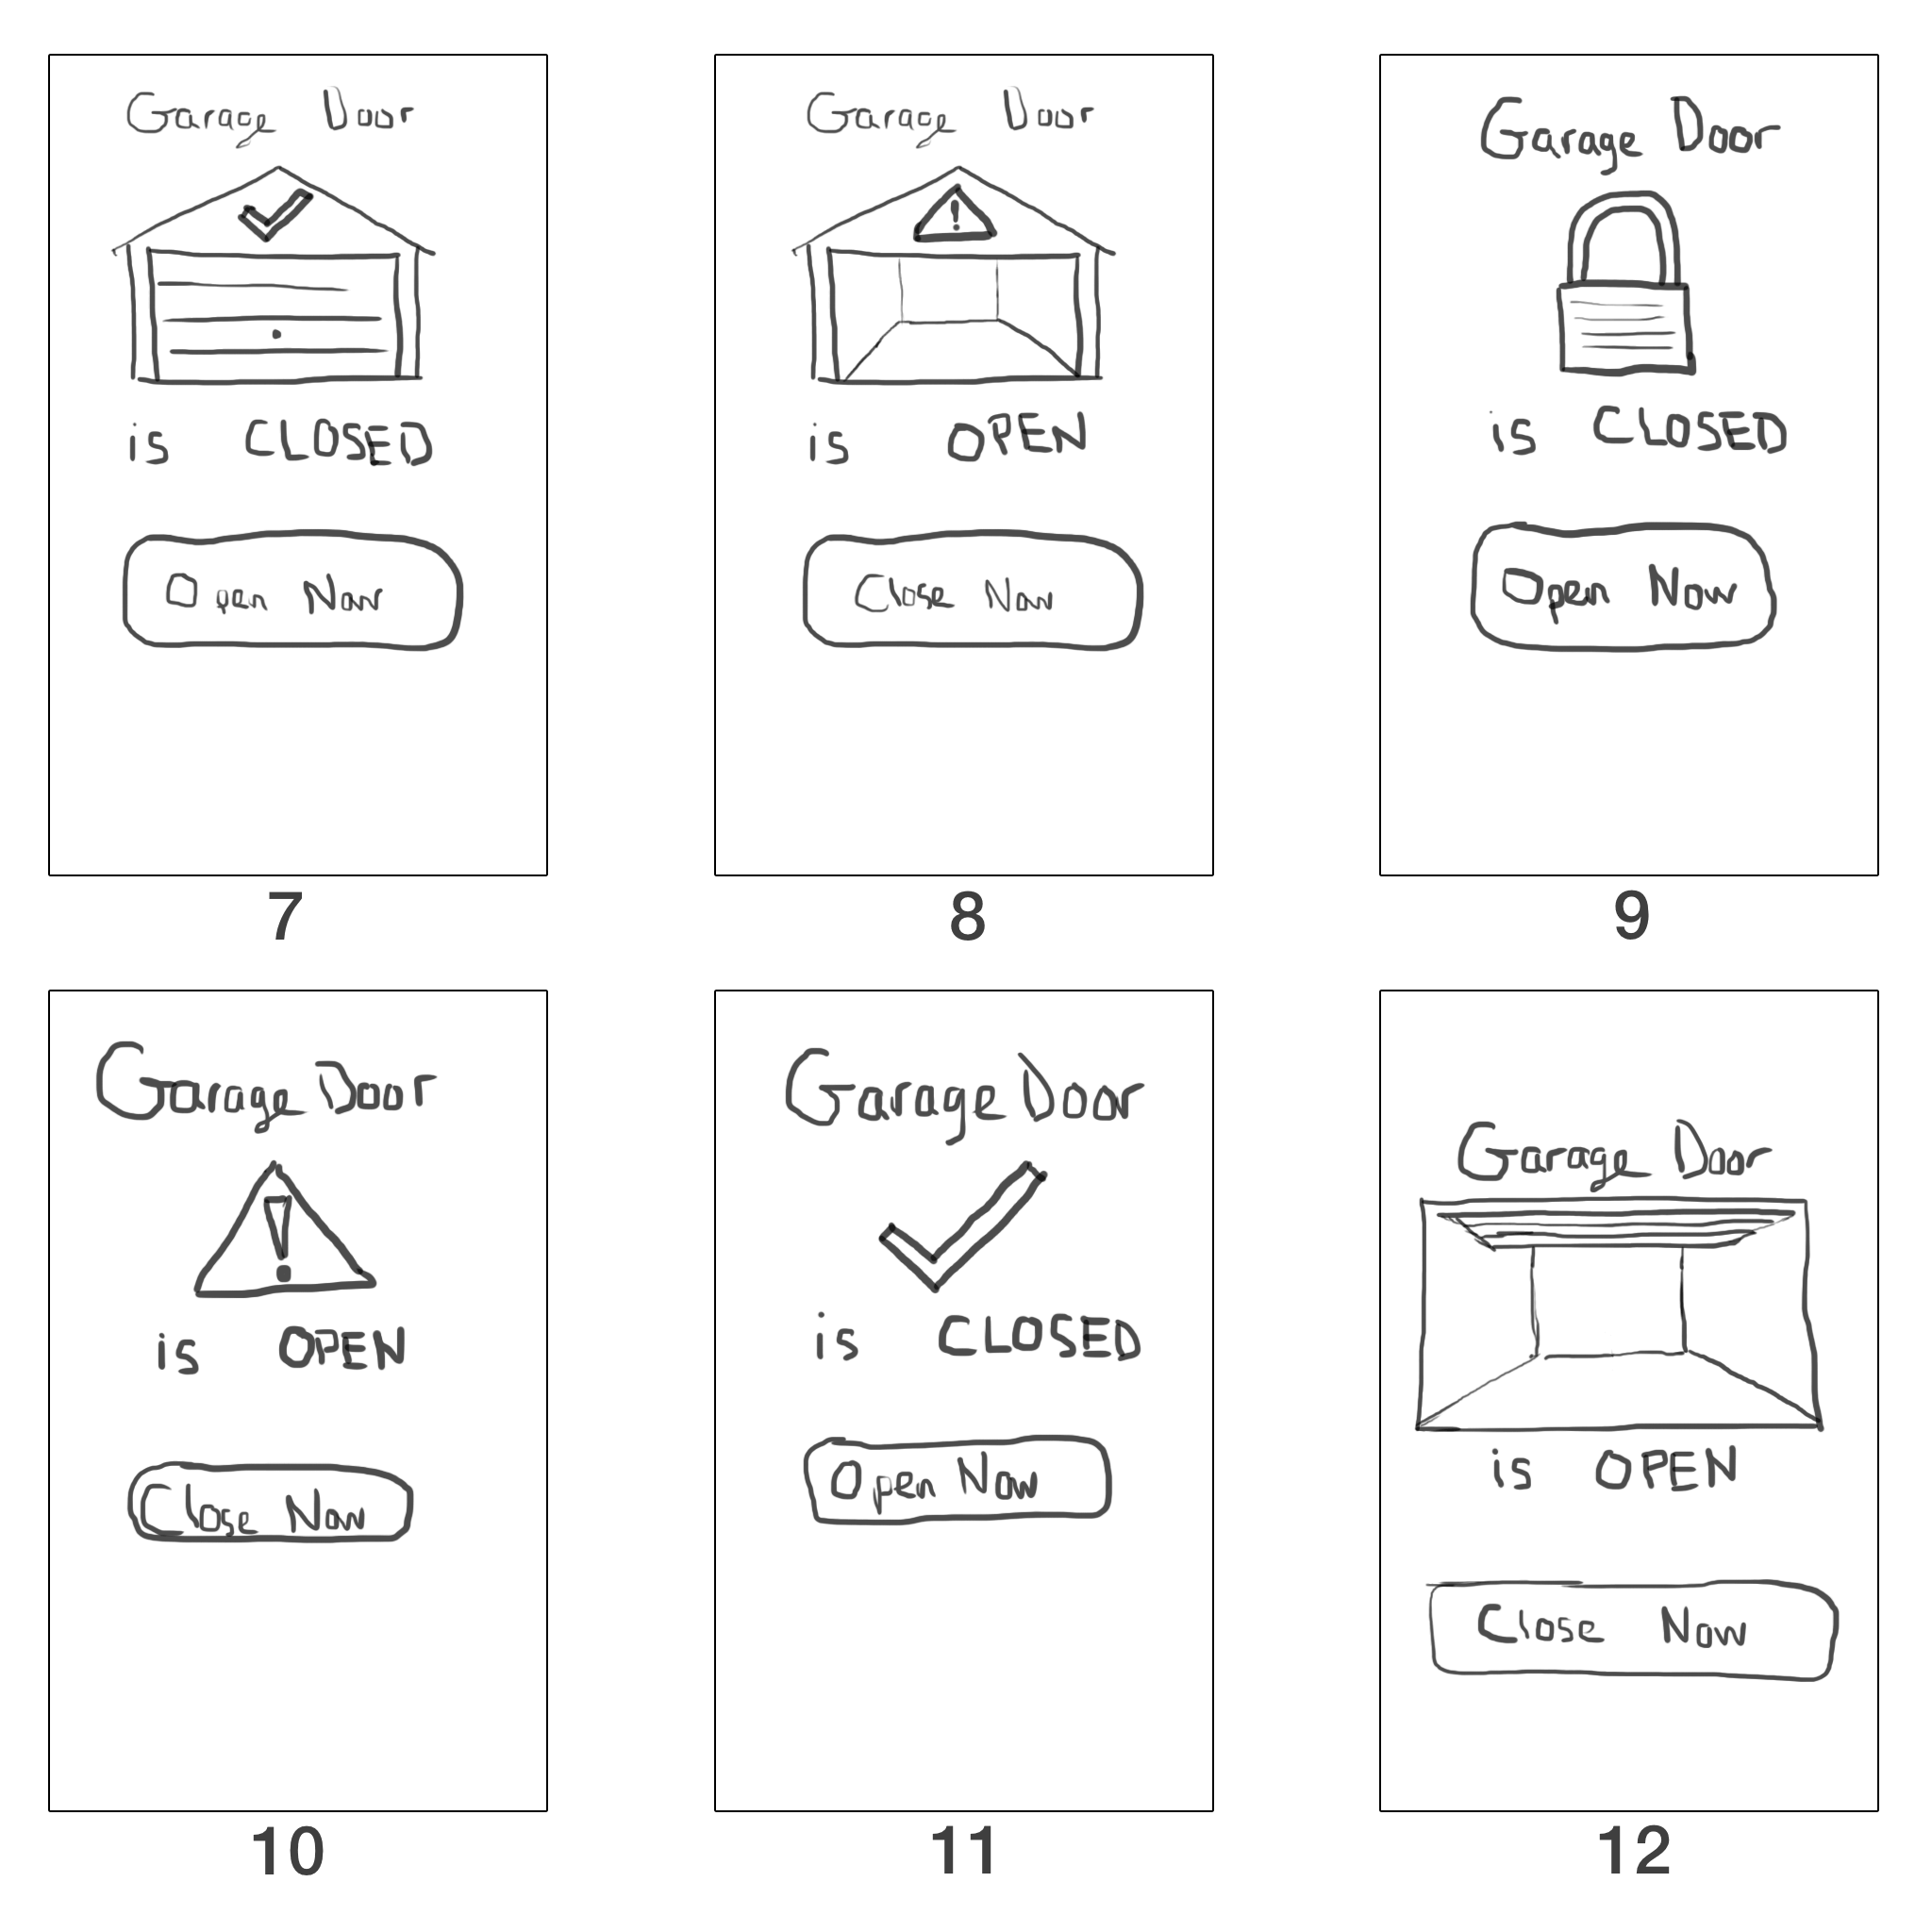 Garage Door
is CLOSED
Open Now
7
Garage Door
!
is OPEN
Close Now
8
Garage Door
is CLOSED
Open Now
9
Garage Door
!
is OPEN
Close Now
10
Garage Door
is CLOSED
Open Now
11
Garage Door
is OPEN
Close Now
12